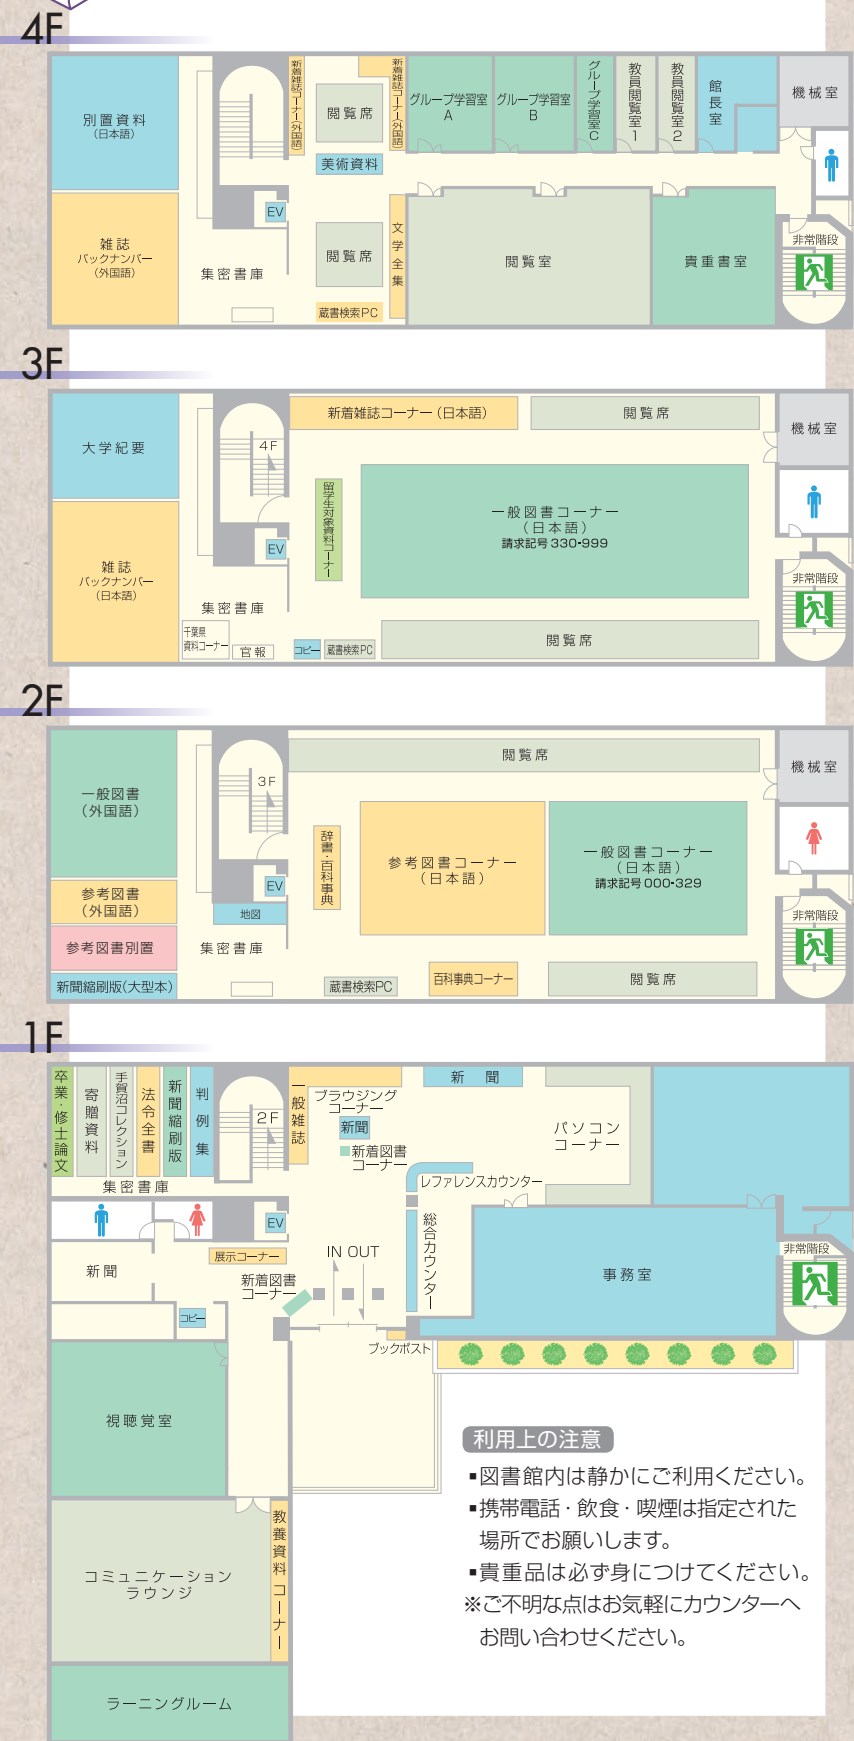 4F
別置資料
(日本語)
雑誌
バックナンバー
(外国語)
集密書庫
EV
新着雑誌コーナー(外国語)
閲覧席
新着雑誌コーナー(外国語)
美術資料
閲覧席
文学全集
蔵書検索PC
グループ学習室
A
グループ学習室
B
グループ学習室C
教員閲覧室1
教員閲覧室2
館長室
機械室
閲覧室
貴重書室
非常階段
3F
大学紀要
雑誌
バックナンバー
(日本語)
集密書庫
千葉県
資料コーナー
官報
4F
EV
新着雑誌コーナー(日本語)
閲覧席
留学生対象資料コーナー
一般図書コーナー
(日本語)
請求記号330-999
コピー
蔵書検索PC
閲覧席
機械室
非常階段
2F
一般図書
(外国語)
参考図書
(外国語)
参考図書別置
新聞縮刷版(大型本)
集密書庫
3F
EV
地図
閲覧席
辞書・百科事典
参考図書コーナー
(日本語)
一般図書コーナー
(日本語)
請求記号000-329
蔵書検索PC
百科事典コーナー
閲覧席
機械室
非常階段
1F
卒業・修士論文
寄贈資料
手賀沼コレクション
法令全書
新聞縮刷版
判例集
集密書庫
2F
EV
一般雑誌
ブラウジング
コーナー
新聞
新着図書
コーナー
新聞
パソコン
コーナー
レファレンスカウンター
総合カウンター
事務室
非常階段
新聞
コピー
展示コーナー
新着図書
コーナー
IN OUT
ブックポスト
視聴覚室
コミュニケーション
ラウンジ
教養資料コーナー
ラーニングルーム
利用上の注意
▪図書館内は静かにご利用ください。
▪携帯電話・飲食・喫煙は指定された
場所でお願いします。
▪貴重品は必ず身につけてください。
※ご不明な点はお気軽にカウンターへ
お問い合わせください。